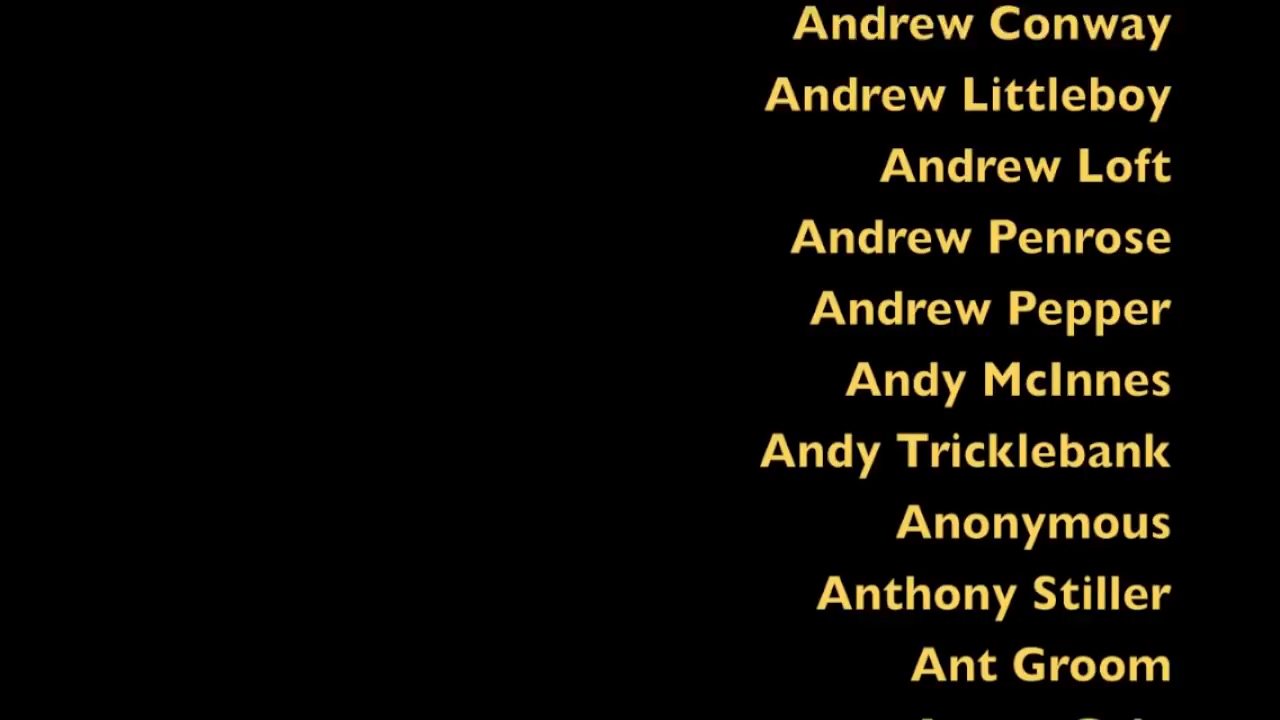 Andrew Conway
Andrew Littleboy
Andrew Loft
Andrew Penrose
Andrew Pepper
Andy McInnes
Andy Tricklebank
Anonymous
Anthony Stiller
Ant Groom